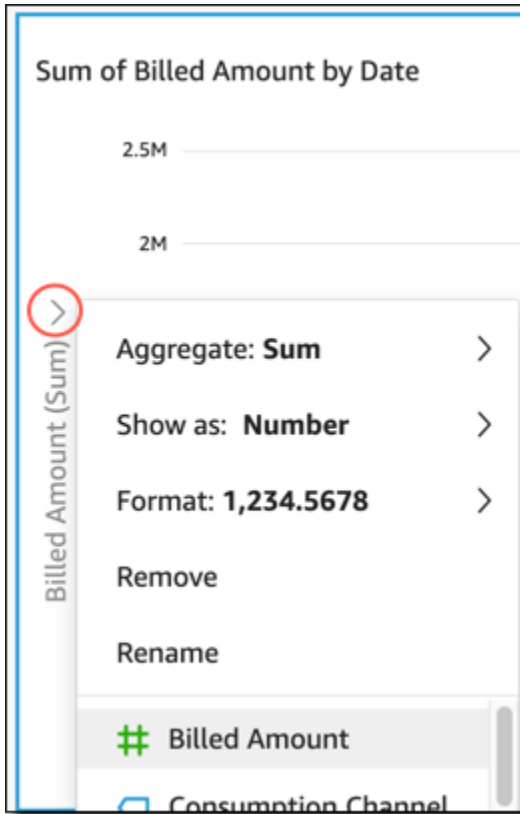 Sum of Billed Amount by Date
2.5M
2M
Billed Amount (Sum)
Aggregate: Sum
Show as: Number
Format: 1,234.5678
Remove
Rename
Billed Amount
Consumption Channel